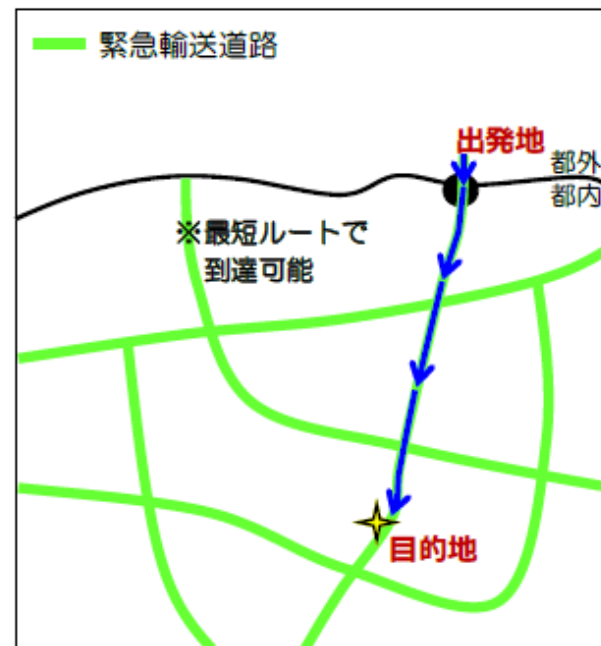 緊急輸送道路
出発地
都外
都内
※最短ルートで
到達可能
目的地